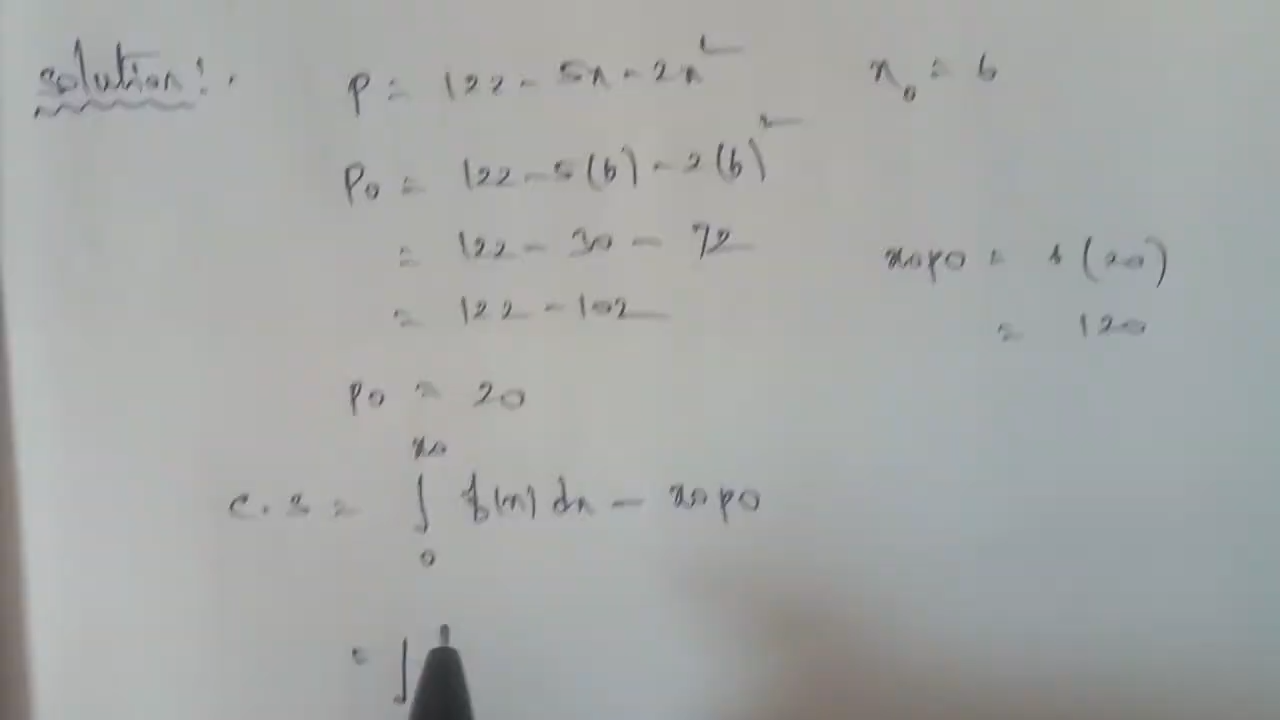 solution:.
P = 122 - 5x - 2x²
x₀ = 6
P₀ = 122 - 5(6) - 2(6)²
= 122 - 30 - 72
x₀p₀ = 6(20)
= 122 - 102
= 120
p₀ = 20
x₀
C.S = ∫ f(x) dx - x₀p₀
0
= ∫